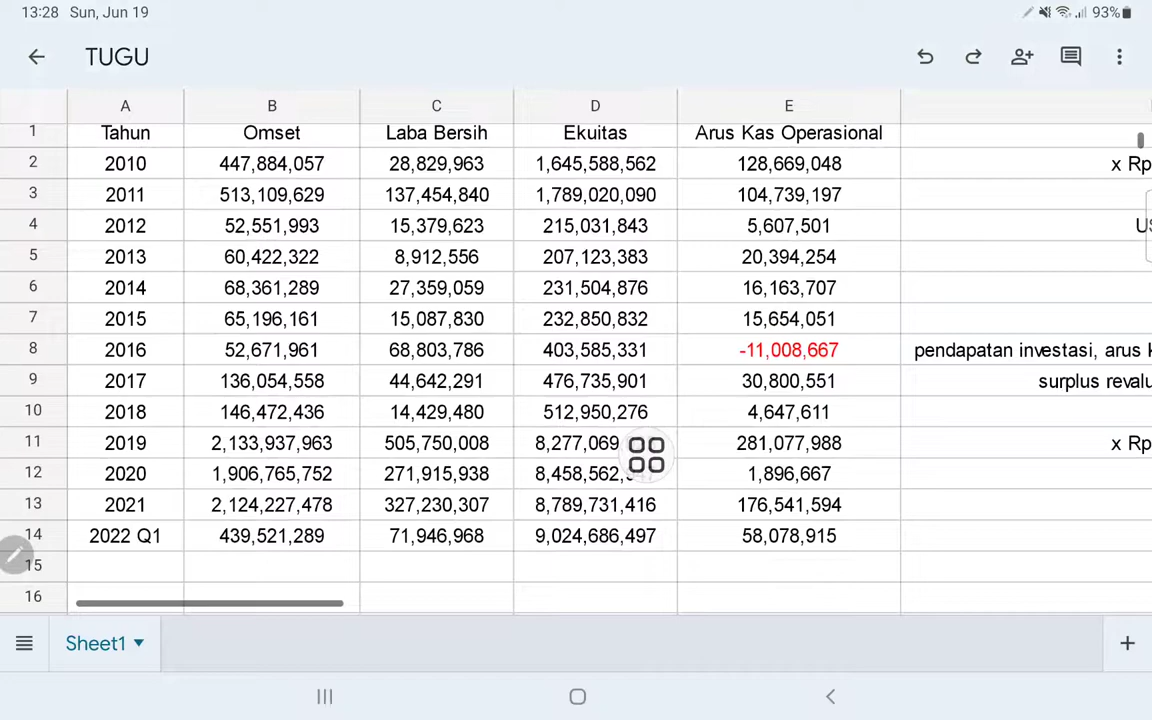 13:28 Sun, Jun 19 93%
TUGU
A B C D E
1 Tahun Omset Laba Bersih Ekuitas Arus Kas Operasional
2 2010 447,884,057 28,829,963 1,645,588,562 128,669,048 x Rp
3 2011 513,109,629 137,454,840 1,789,020,090 104,739,197
4 2012 52,551,993 15,379,623 215,031,843 5,607,501
5 2013 60,422,322 8,912,556 207,123,383 20,394,254
6 2014 68,361,289 27,359,059 231,504,876 16,163,707
7 2015 65,196,161 15,087,830 232,850,832 15,654,051
8 2016 52,671,961 68,803,786 403,585,331 -11,008,667 pendapatan investasi, arus
9 2017 136,054,558 44,642,291 476,735,901 30,800,551 surplus
10 2018 146,472,436 14,429,480 512,950,276 4,647,611
11 2019 2,133,937,963 505,750,008 8,277,069 281,077,988 x Rp
12 2020 1,906,765,752 271,915,938 8,458,562, 1,896,667
13 2021 2,124,227,478 327,230,307 8,789,731,416 176,541,594
14 2022 Q1 439,521,289 71,946,968 9,024,686,497 58,078,915
15
16
Sheet1